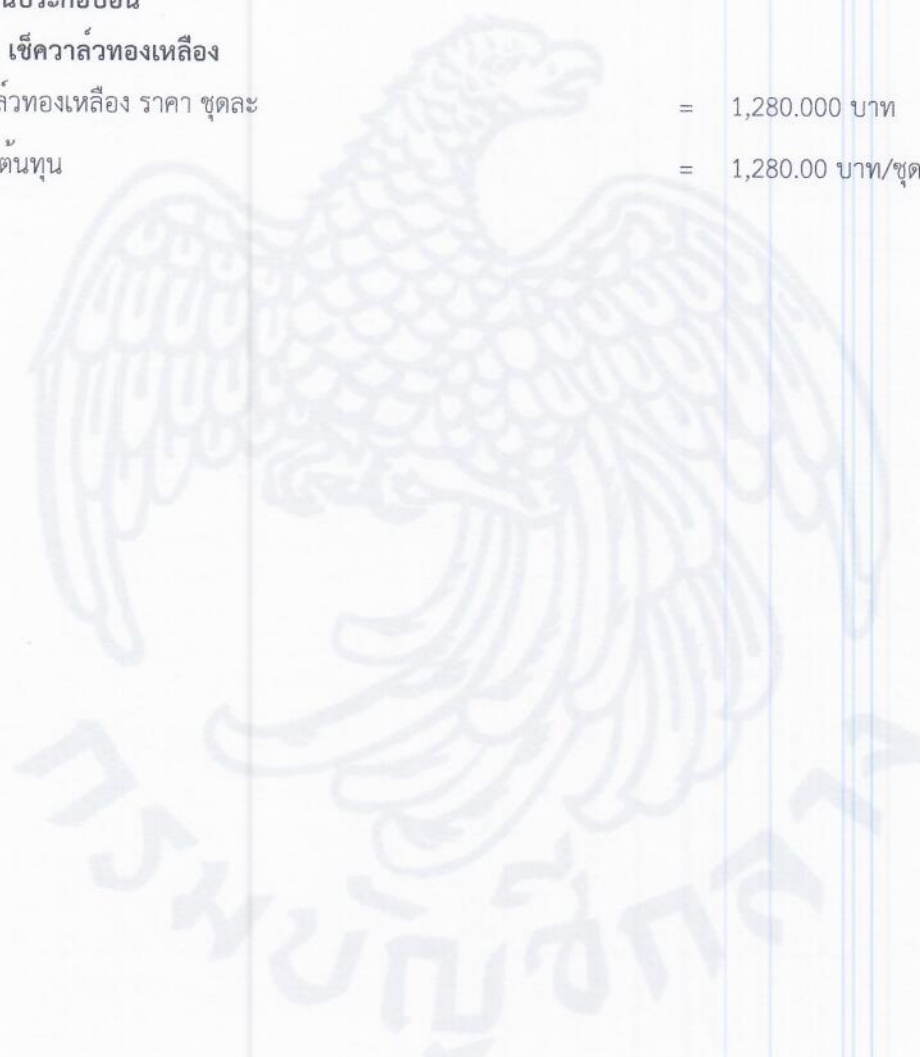 เช็ควาล์วทองเหลือง
ล์วทองเหลือง ราคา ชุดละ = 1,280.000 บาท
ต้นทุน = 1,280.00 บาท/ชุด
กรมบัญชีกลาง